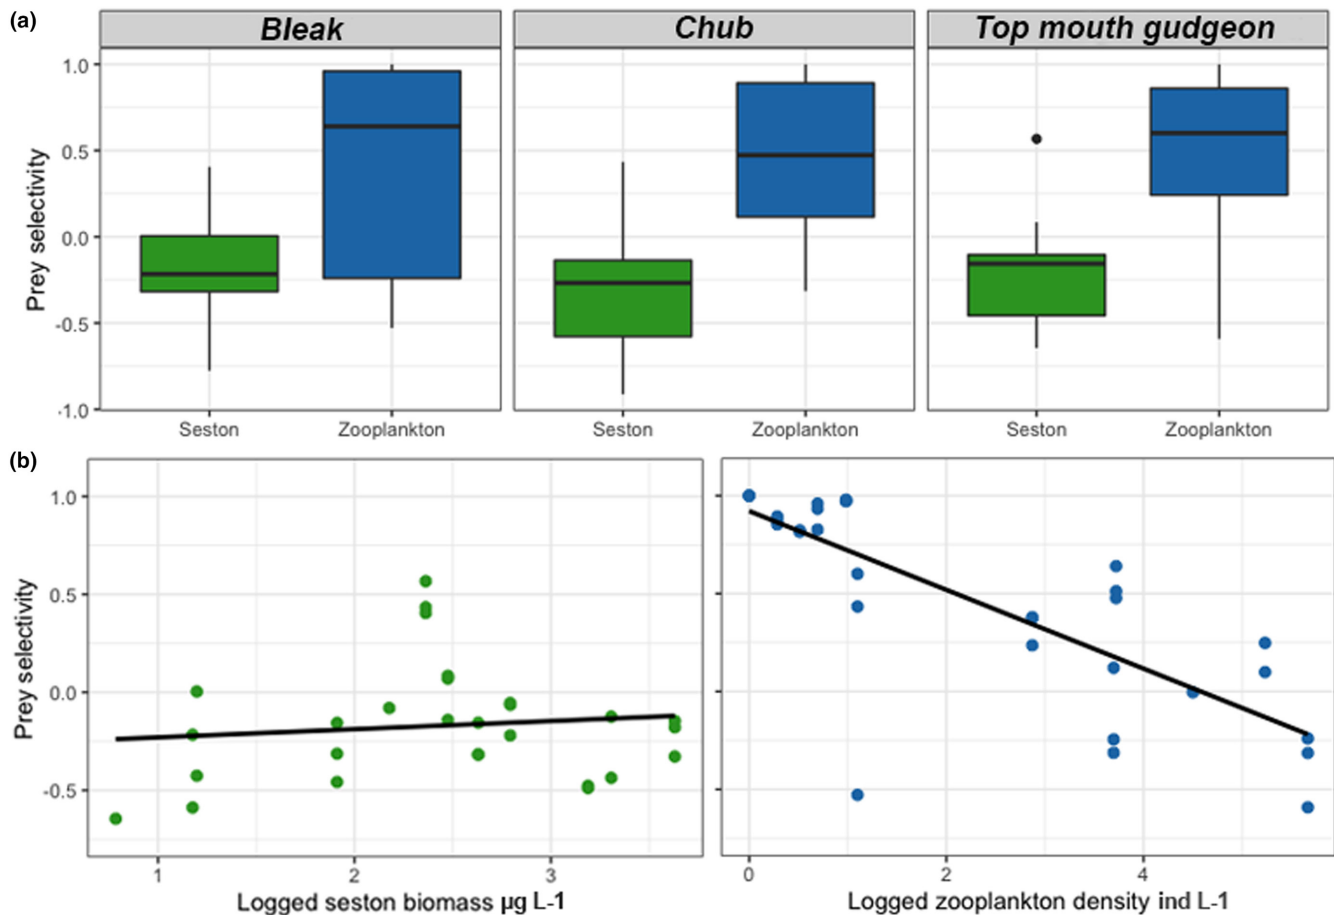 (a)
Bleak
Chub
Top mouth gudgeon
Prey selectivity
1.0
0.5
0.0
-0.5
-1.0
Seston
Zooplankton
Seston
Zooplankton
Seston
Zooplankton
(b)
Prey selectivity
1.0
0.5
0.0
-0.5
1
2
3
0
2
4
Logged seston biomass µg L-1
Logged zooplankton density ind L-1